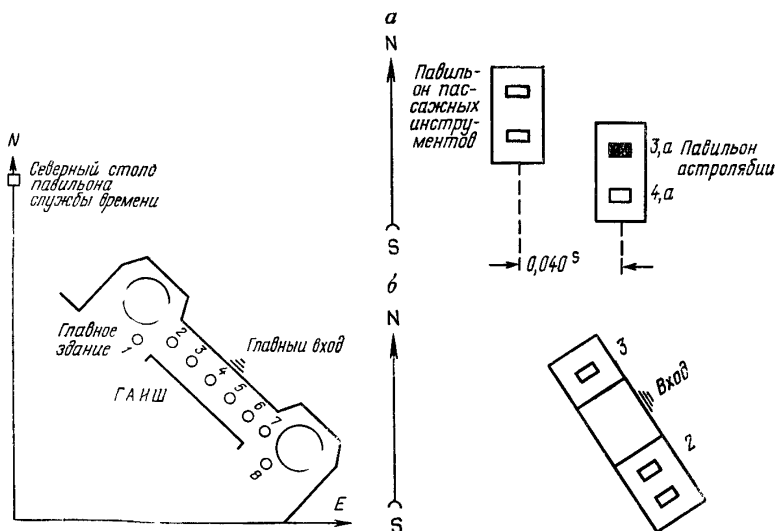 а
N
Павиль-
он пас-
сажных
инстру-
ментов
3,а
Павильон
астролябии
4,а
S
0,040 s
N
Северный столб
павильона
службы времени
Главное
здание
ГАИШ
Главный вход
1
2
3
4
5
6
7
8
E
б
N
3
Вход
2
S